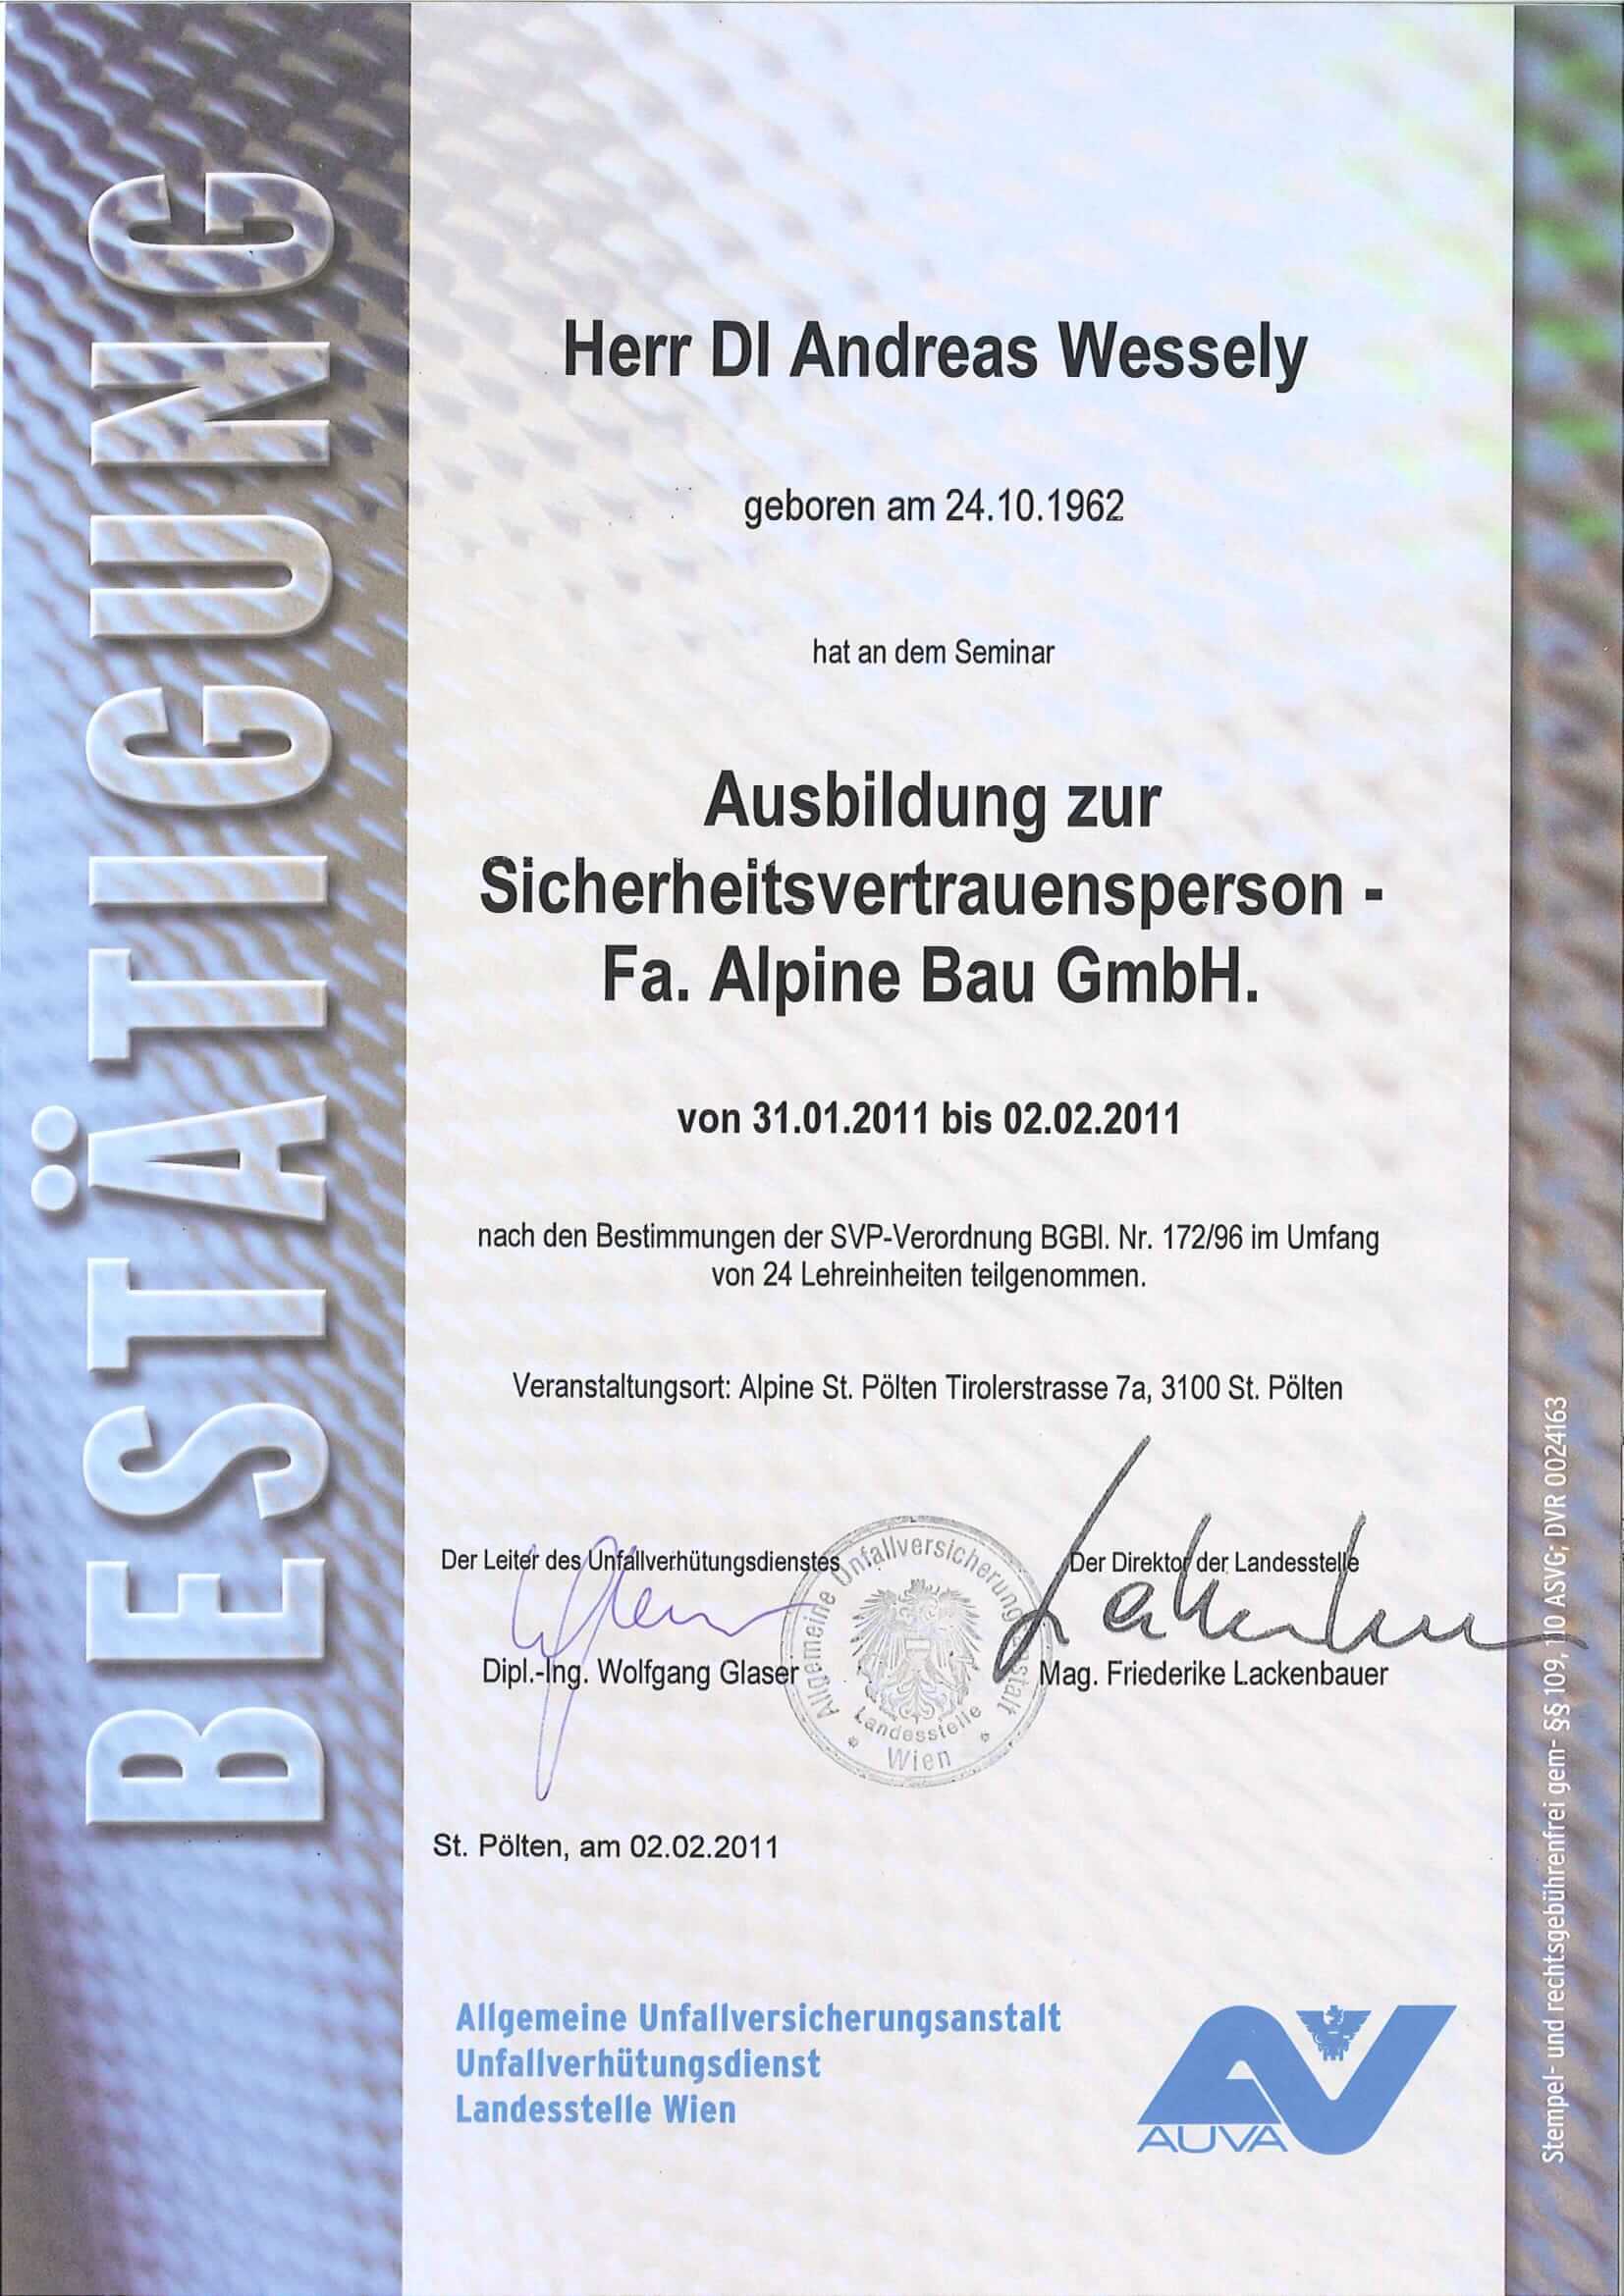 BESTÄTIGUNG
Herr DI Andreas Wessely
geboren am 24.10.1962
hat an dem Seminar
Ausbildung zur
Sicherheitsvertrauensperson -
Fa. Alpine Bau GmbH.
von 31.01.2011 bis 02.02.2011
nach den Bestimmungen der SVP-Verordnung BGBl. Nr. 172/96 im Umfang
von 24 Lehreinheiten teilgenommen.
Veranstaltungsort: Alpine St. Pölten Tirolerstrasse 7a, 3100 St. Pölten
Der Leiter des Unfallverhütungsdienstes
Der Direktor der Landesstelle
Allgemeine Unfallversicherungsanstalt
Landesstelle
Wien
Dipl.-Ing. Wolfgang Glaser
Mag. Friederike Lackenbauer
St. Pölten, am 02.02.2011
Allgemeine Unfallversicherungsanstalt
Unfallverhütungsdienst
Landesstelle Wien
AUVA
Stempel- und rechtsgebührenfrei gem- §§ 109, 110 ASVG; DVR 0024163